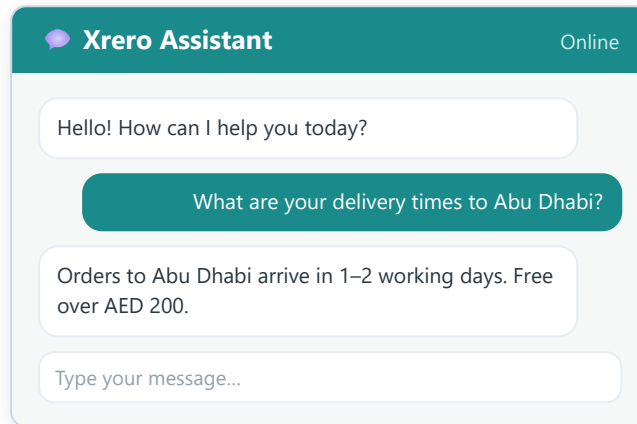 Xrero Assistant
Online
Hello! How can I help you today?
What are your delivery times to Abu Dhabi?
Orders to Abu Dhabi arrive in 1–2 working days. Free
over AED 200.
Type your message...